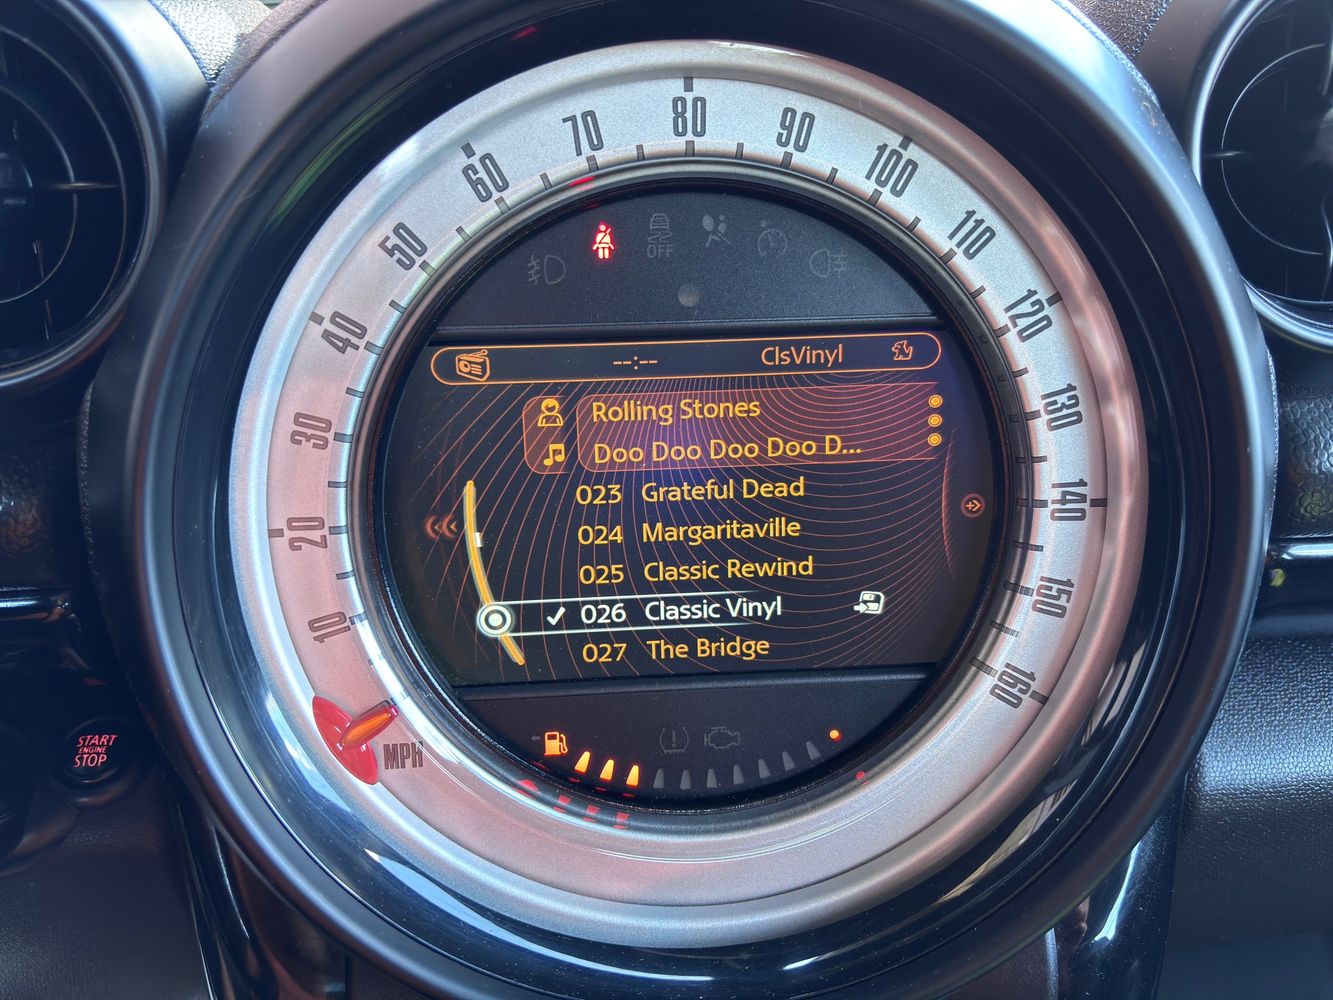 80
70
90
60
100
50
110
40
120
30
130
20
140
10
150
160
MPH
OFF
--:-- ClsVinyl
Rolling Stones
Doo Doo Doo Doo D...
023 Grateful Dead
024 Margaritaville
025 Classic Rewind
026 Classic Vinyl
027 The Bridge
START
ENGINE
STOP